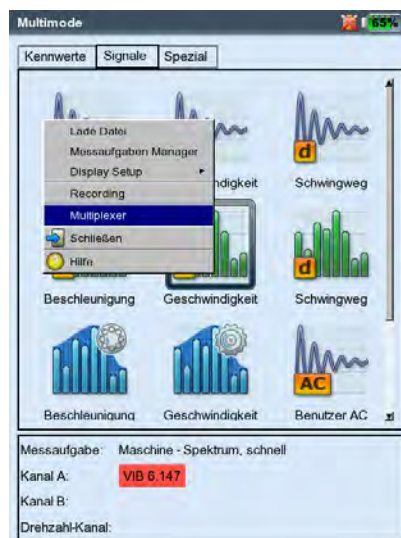 Multimode
65%
Kennwerte Signale Spezial
Lade Datei
Messaufgaben Manager
Display Setup
Recording
Multiplexer
Schließen
Hilfe
ndigkeit Schwingweg
d
Beschleunigung Geschwindigkeit Schwingweg
d
Beschleunigung Geschwindigkeit Benutzer AC
AC
Messaufgabe: Maschine - Spektrum, schnell
Kanal A: VIB 6.147
Kanal B:
Drehzahl-Kanal: